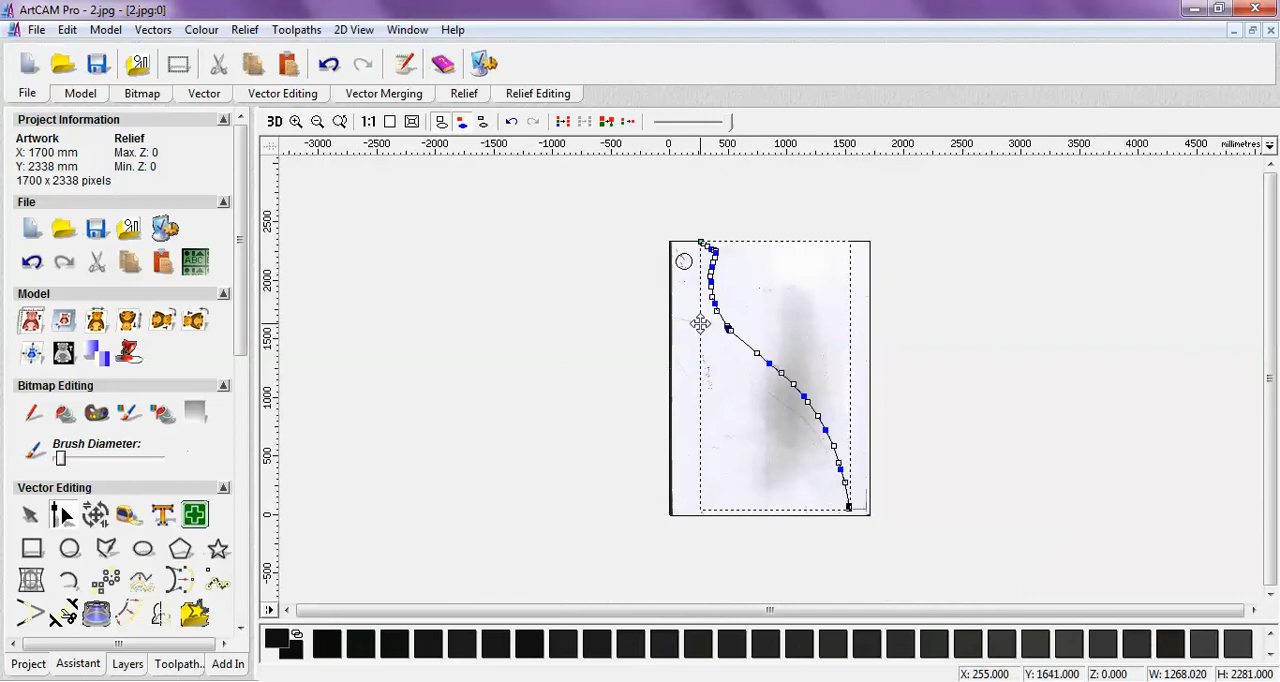 ArtCAM Pro - 2.jpg - [2.jpg:0]
File Edit Model Vectors Colour Relief Toolpaths 2D View Window Help
File Model Bitmap Vector Vector Editing Vector Merging Relief Relief Editing
Project Information
Artwork Relief
X: 1700 mm Max. Z: 0
Y: 2338 mm Min. Z: 0
1700 x 2338 pixels
File
ABC
Model
Bitmap Editing
Brush Diameter:
Vector Editing
Project Assistant Layers Toolpath.. Add In
3D 1:1
-3000 -2500 -2000 -1500 -1000 -500 0 500 1000 1500 2000 2500 3000 3500 4000 4500 millimetres
2500
2000
1500
1000
500
0
-500
X: 255.000 Y: 1641.000 Z: 0.000 W: 1268.020 H: 2281.000